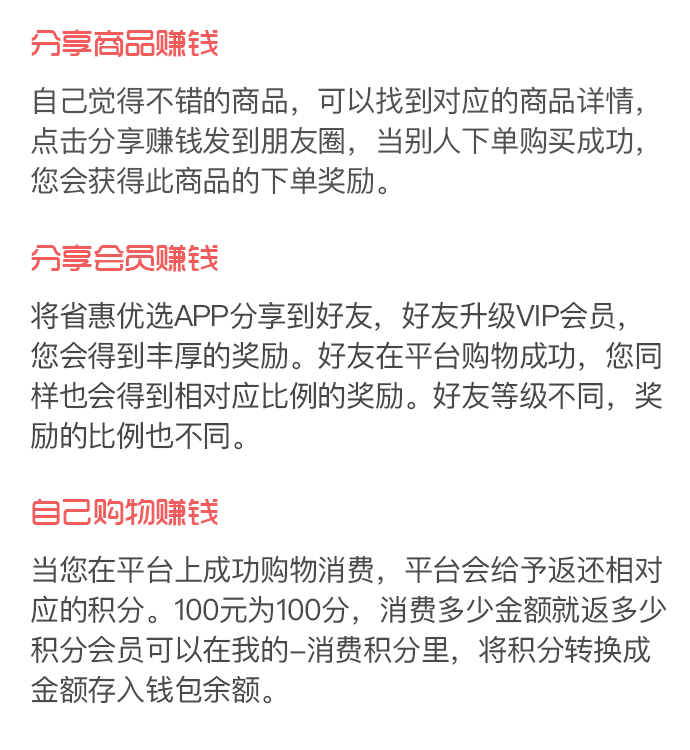 分享商品赚钱
自己觉得不错的商品，可以找到对应的商品详情，
点击分享赚钱发到朋友圈，当别人下单购买成功，
您会获得此商品的下单奖励。
分享会员赚钱
将省惠优选APP分享到好友，好友升级VIP会员，
您会得到丰厚的奖励。好友在平台购物成功，您同
样也会得到相对应比例的奖励。好友等级不同，奖
励的比例也不同。
自己购物赚钱
当您在平台上成功购物消费，平台会给予返还相对
应的积分。100元为100分，消费多少金额就返多少
积分会员可以在我的–消费积分里，将积分转换成
金额存入钱包余额。